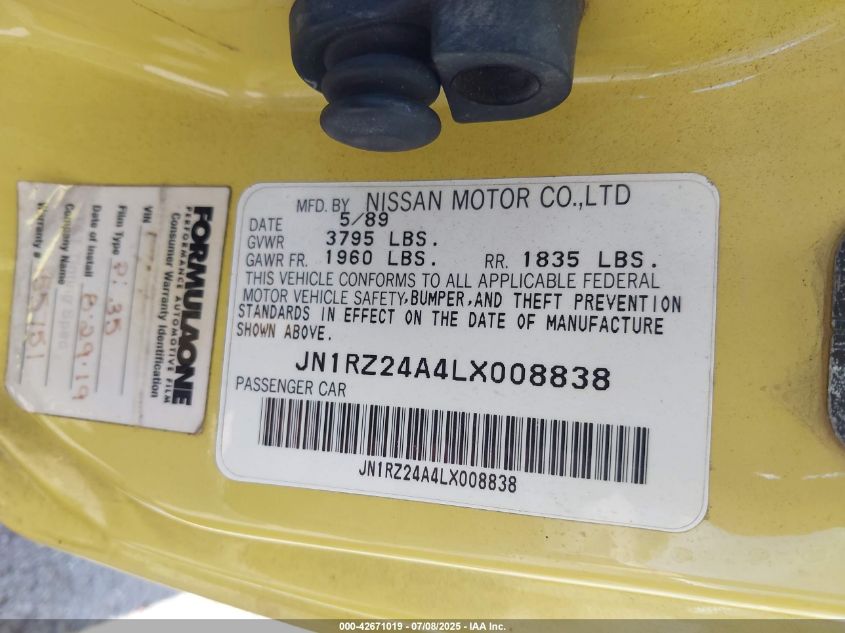 MFD. BY NISSAN MOTOR CO.,LTD
DATE 5/89
GVWR 3795 LBS.
GAWR FR. 1960 LBS. RR. 1835 LBS.
THIS VEHICLE CONFORMS TO ALL APPLICABLE FEDERAL
MOTOR VEHICLE SAFETY,BUMPER,AND THEFT PREVENTION
STANDARDS IN EFFECT ON THE DATE OF MANUFACTURE
SHOWN ABOVE.
JN1RZ24A4LX008838
PASSENGER CAR
JN1RZ24A4LX008838
FORMULAONE
PERFORMANCE AUTOMOTIVE FILM
Consumer Warranty Identification
VIN
Film Type P; 35
Date of Install 8.29.19
Company Name
Warranty #
000-42671019 - 07/08/2025 - IAA Inc.